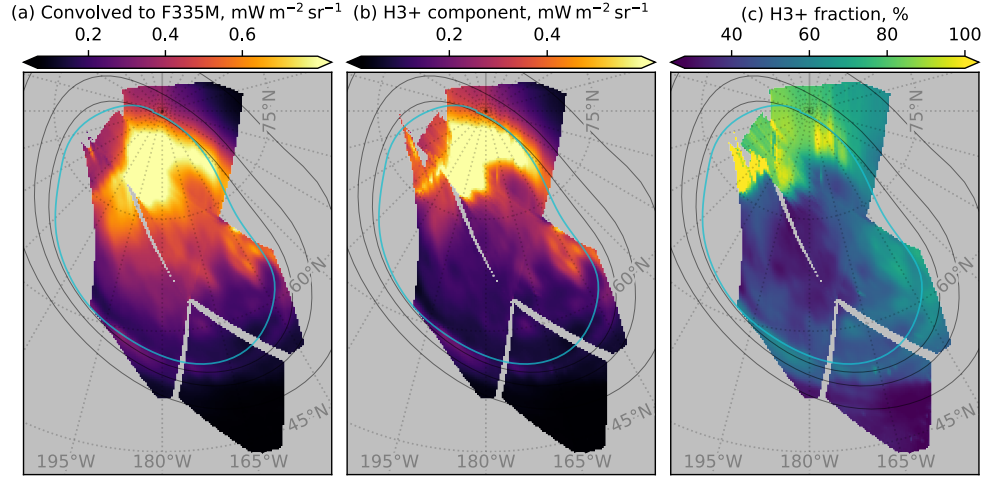 (a) Convolved to F335M, mW m⁻² sr⁻¹
0.2 0.4 0.6
75°N
60°N
45°N
195°W 180°W 165°W
(b) H3+ component, mW m⁻² sr⁻¹
0.2 0.4
75°N
60°N
45°N
195°W 180°W 165°W
(c) H3+ fraction, %
40 60 80 100
75°N
60°N
45°N
195°W 180°W 165°W